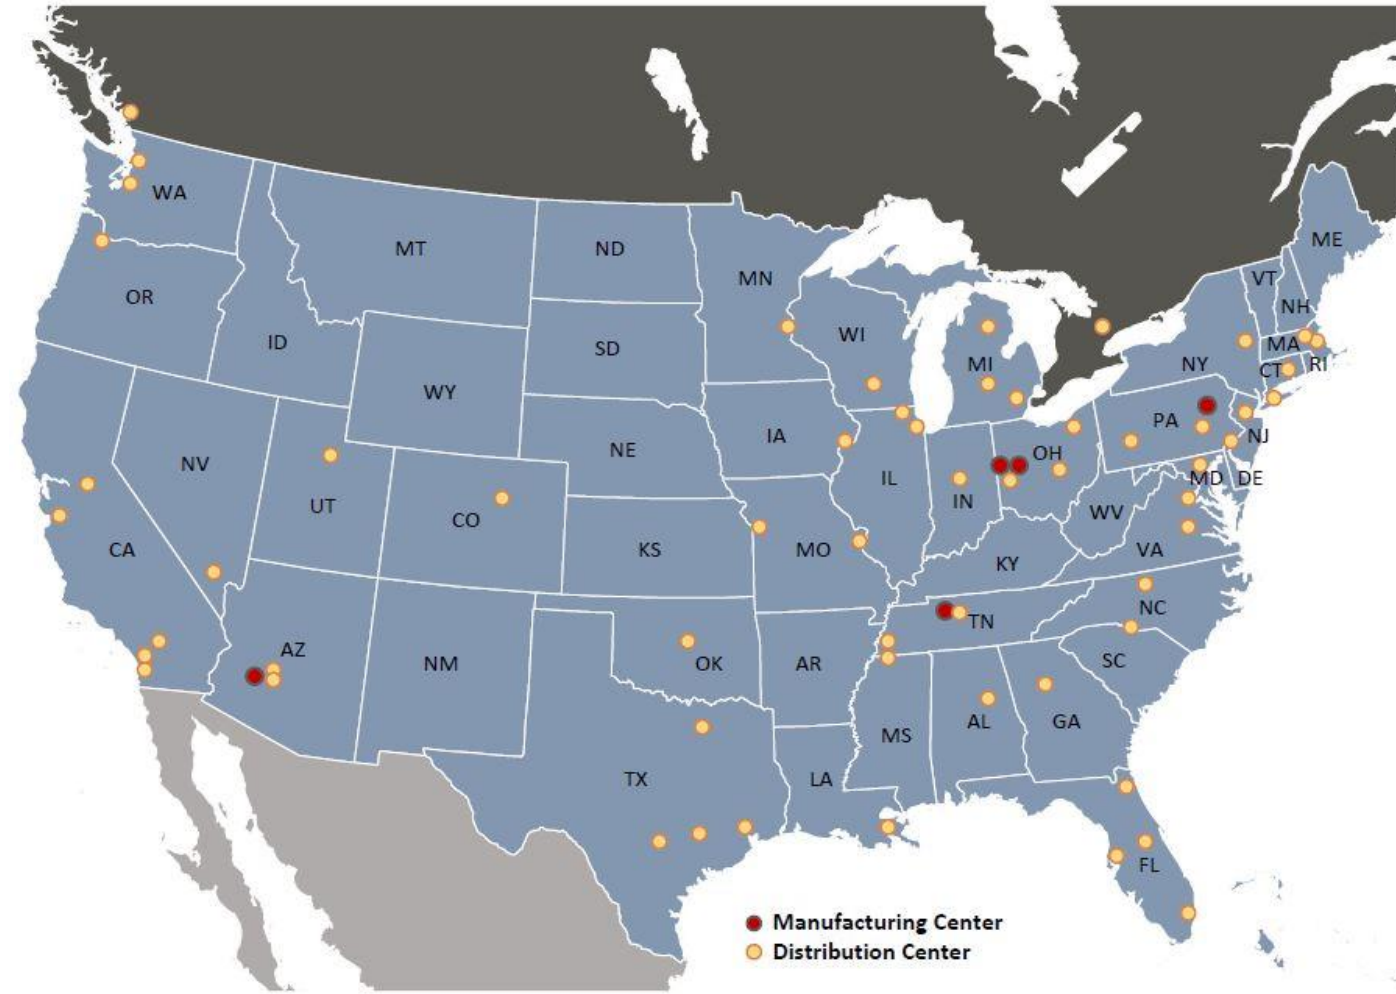 WA
MT
ND
MN
ME
VT
NH
OR
ID
SD
WI
MI
NY
MA
CT
RI
WY
IA
PA
NJ
NV
NE
IL
IN
OH
MD
DE
UT
CO
WV
CA
KS
MO
KY
VA
AZ
NM
OK
AR
TN
NC
SC
TX
LA
MS
AL
GA
FL
Manufacturing Center
Distribution Center